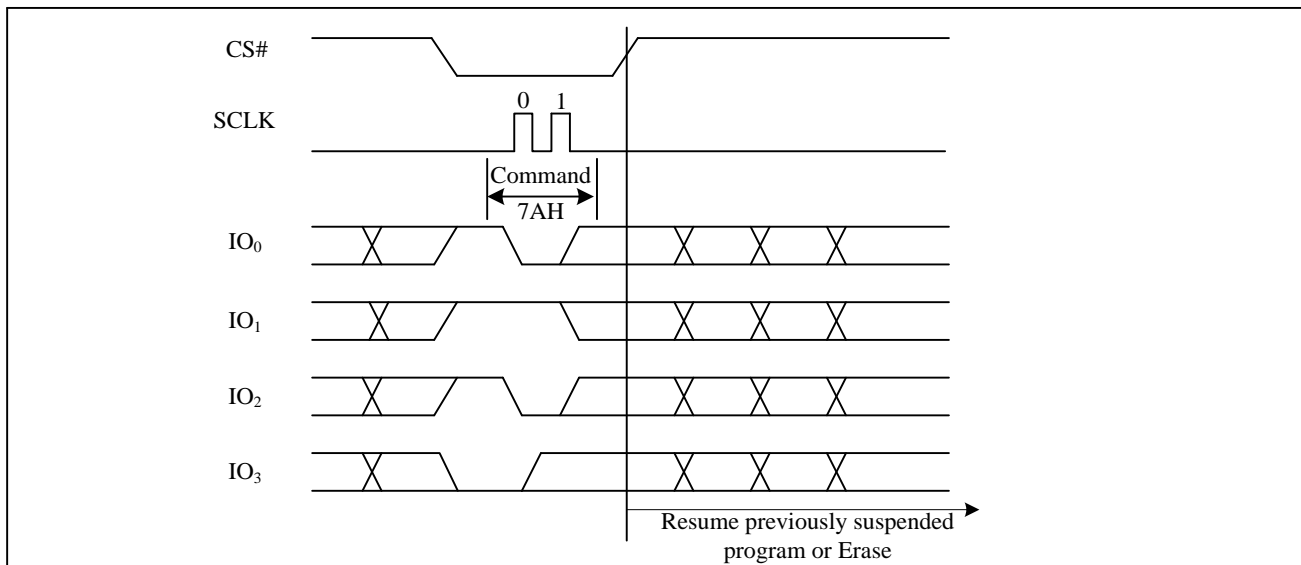 CS#
0 1
SCLK
Command
7AH
IO0
IO1
IO2
IO3
Resume previously suspended
program or Erase